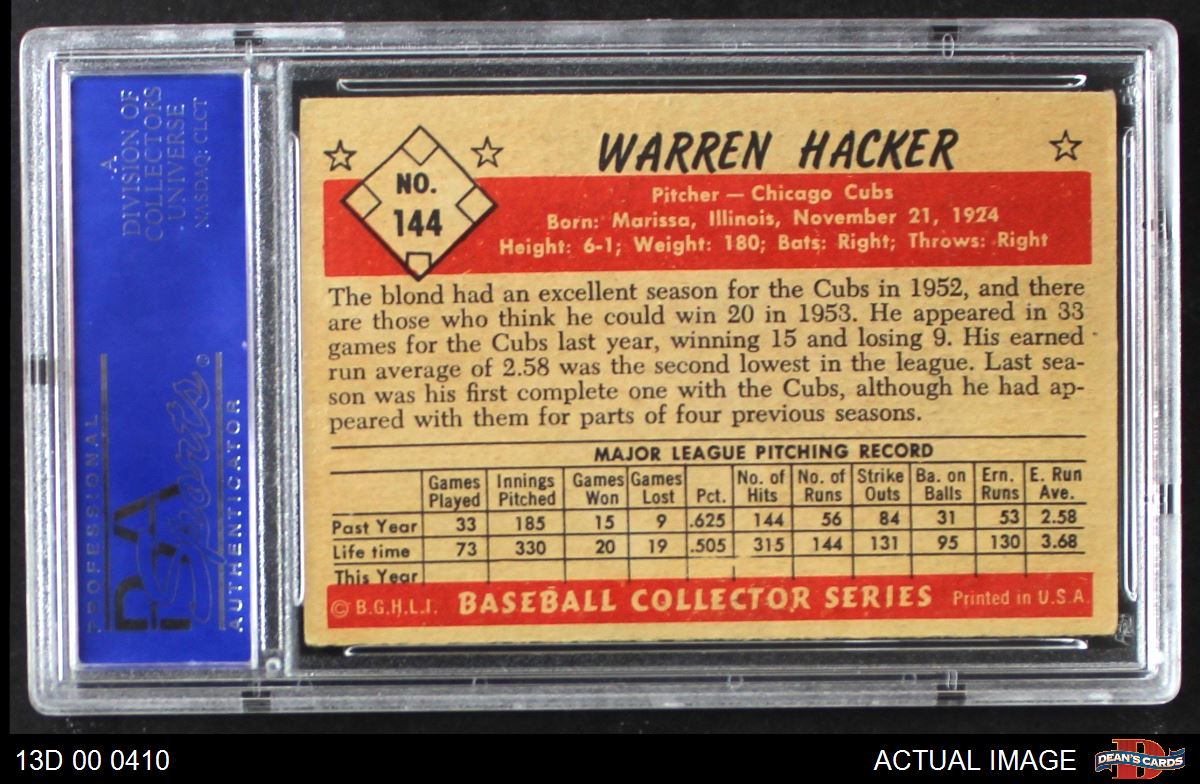 A
DIVISION OF
COLLECTORS
UNIVERSE
NASDAQ: CLCT
PROFESSIONAL
PSA
Sports
AUTHENTICATOR
NO.
144
WARREN HACKER
Pitcher — Chicago Cubs
Born: Marissa, Illinois, November 21, 1924
Height: 6-1; Weight: 180; Bats: Right; Throws: Right
The blond had an excellent season for the Cubs in 1952, and there
are those who think he could win 20 in 1953. He appeared in 33
games for the Cubs last year, winning 15 and losing 9. His earned
run average of 2.58 was the second lowest in the league. Last sea-
son was his first complete one with the Cubs, although he had ap-
peared with them for parts of four previous seasons.
MAJOR LEAGUE PITCHING RECORD
Games Played Innings Pitched Games Won Games Lost Pct. No. of Hits No. of Runs Strike Outs Ba. on Balls Ern. Runs E. Run Ave.
Past Year 33 185 15 9 .625 144 56 84 31 53 2.58
Life time 73 330 20 19 .505 315 144 131 95 130 3.68
This Year
© B.G.H.L.I. BASEBALL COLLECTOR SERIES Printed in U.S.A.
13D 00 0410
ACTUAL IMAGE
D
DEAN'S CARDS